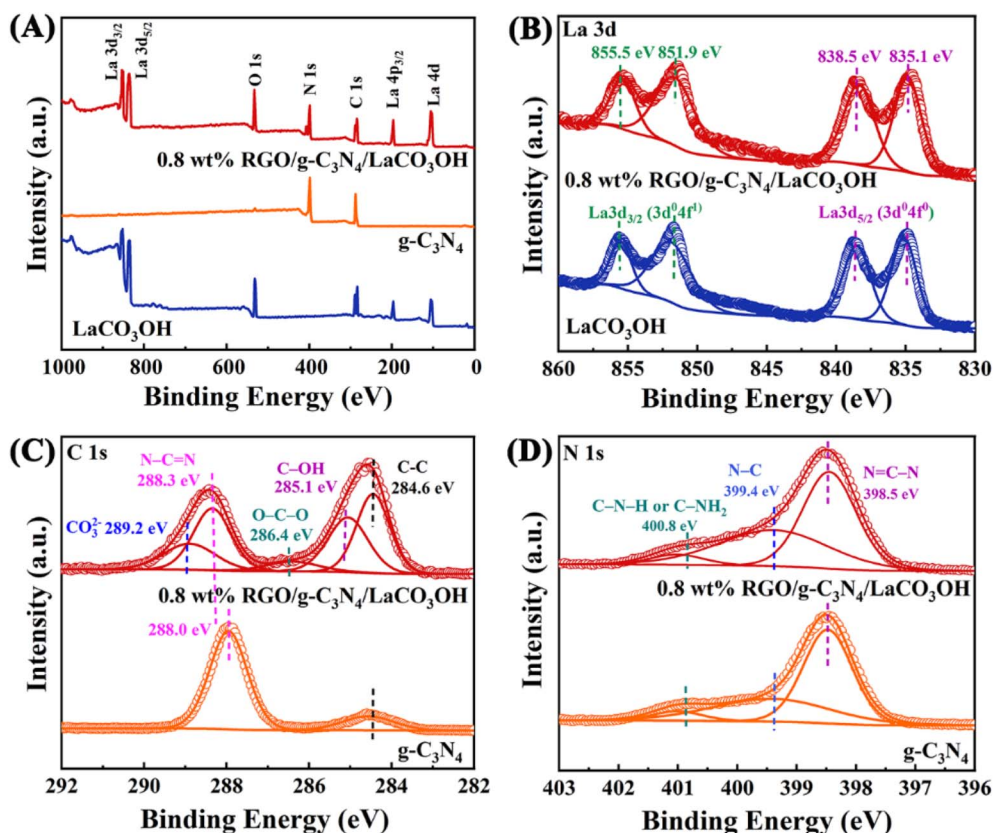 (A)
La 3d₃/₂
La 3d₅/₂
O 1s
N 1s
C 1s
La 4p₃/₂
La 4d
0.8 wt% RGO/g-C₃N₄/LaCO₃OH
g-C₃N₄
LaCO₃OH
Intensity (a.u.)
1000 800 600 400 200 0
Binding Energy (eV)
(B)
La 3d
855.5 eV 851.9 eV 838.5 eV 835.1 eV
0.8 wt% RGO/g-C₃N₄/LaCO₃OH
La3d₃/₂ (3d⁰4f¹) La3d₅/₂ (3d⁰4f⁰)
LaCO₃OH
Intensity (a.u.)
860 855 850 845 840 835 830
Binding Energy (eV)
(C)
C 1s
N–C=N
288.3 eV
C–OH
285.1 eV
C-C
284.6 eV
CO₃²⁻ 289.2 eV
O–C–O
286.4 eV
0.8 wt% RGO/g-C₃N₄/LaCO₃OH
288.0 eV
g-C₃N₄
Intensity (a.u.)
292 290 288 286 284 282
Binding Energy (eV)
(D)
N 1s
N–C
399.4 eV
N=C–N
398.5 eV
C–N–H or C–NH₂
400.8 eV
0.8 wt% RGO/g-C₃N₄/LaCO₃OH
g-C₃N₄
Intensity (a.u.)
403 402 401 400 399 398 397 396
Binding Energy (eV)